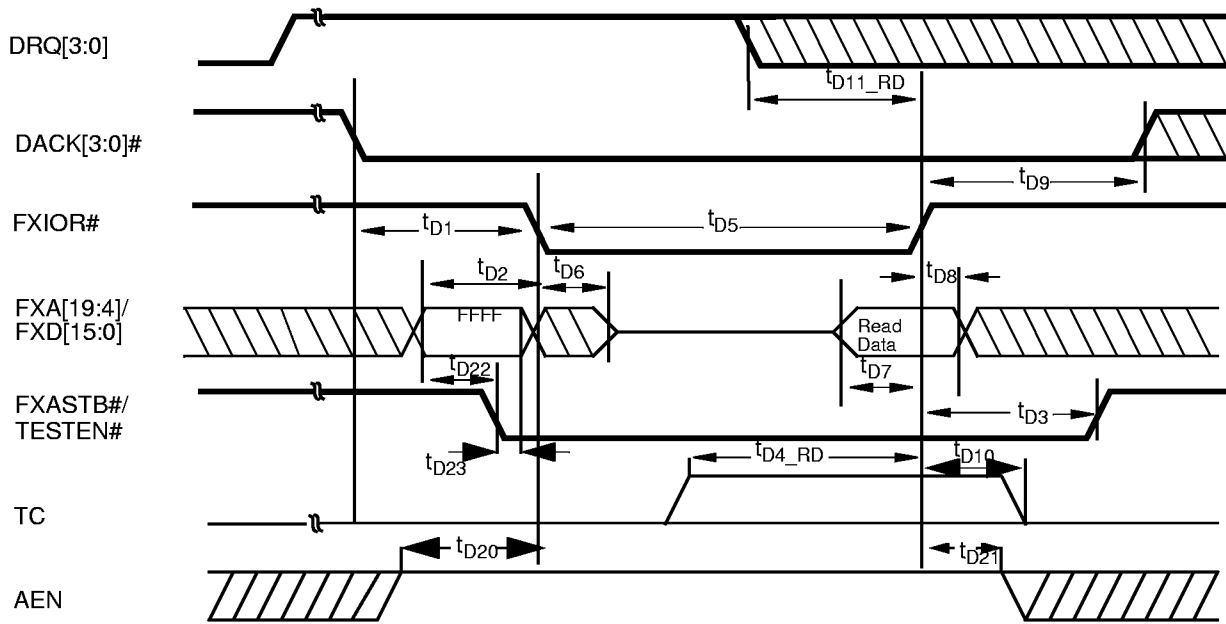 DRQ[3:0]
tD11_RD
DACK[3:0]#
tD9
FXIOR#
tD1
tD5
tD2
tD6
tD8
FXA[19:4]/
FXD[15:0]
FFFF
Read
Data
tD22
tD7
FXASTB#/
TESTEN#
tD3
tD23
tD4_RD
tD10
TC
tD20
tD21
AEN